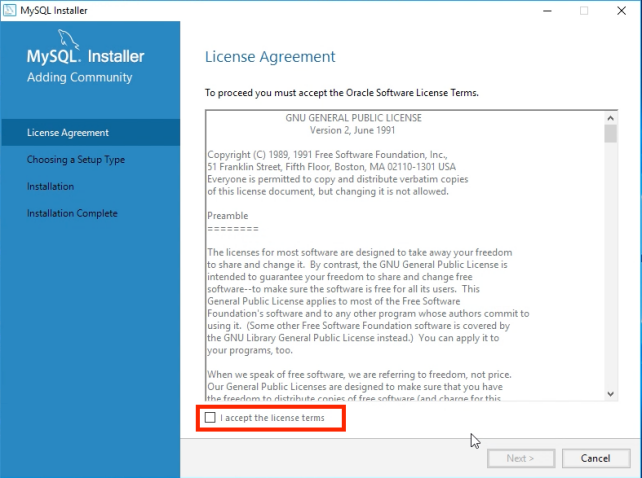 MySQL Installer
MySQL. Installer
Adding Community
License Agreement
Choosing a Setup Type
Installation
Installation Complete
License Agreement
To proceed you must accept the Oracle Software License Terms.
GNU GENERAL PUBLIC LICENSE
Version 2, June 1991
Copyright (C) 1989, 1991 Free Software Foundation, Inc.,
51 Franklin Street, Fifth Floor, Boston, MA 02110-1301 USA
Everyone is permitted to copy and distribute verbatim copies
of this license document, but changing it is not allowed.
Preamble
========
The licenses for most software are designed to take away your freedom
to share and change it.  By contrast, the GNU General Public License is
intended to guarantee your freedom to share and change free
software--to make sure the software is free for all its users.  This
General Public License applies to most of the Free Software
Foundation's software and to any other program whose authors commit to
using it.  (Some other Free Software Foundation software is covered by
the GNU Library General Public License instead.)  You can apply it to
your programs, too.
When we speak of free software, we are referring to freedom, not price.
Our General Public Licenses are designed to make sure that you have
the freedom to distribute copies of free software (and charge for this
I accept the license terms
Next >
Cancel